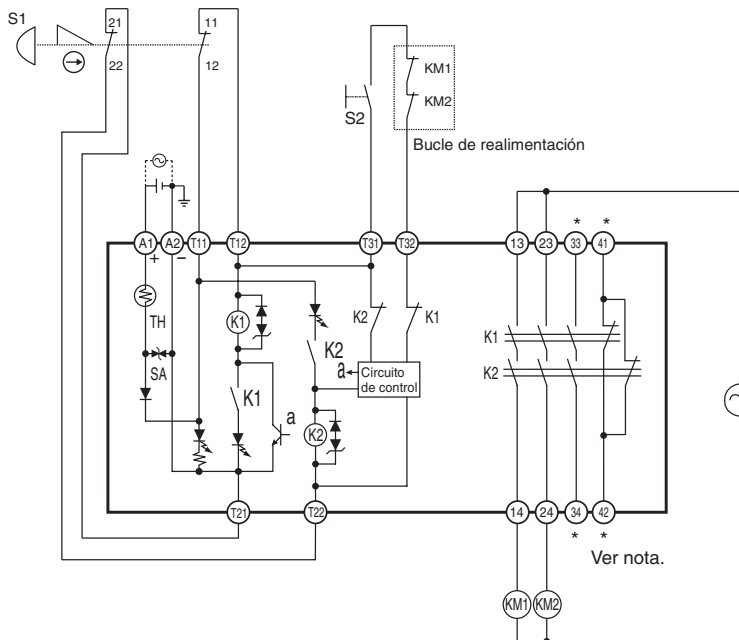 S1
21
11
22
12
S2
KM1
KM2
Bucle de realimentación
A1
A2
T11
T12
T31
T32
13
23
*
33
*
41
+
−
TH
SA
K1
K1
a
K2
K2
K2
K1
a
Circuito
de control
K1
K2
T21
T22
14
24
34
42
*
*
Ver nota.
KM1
KM2